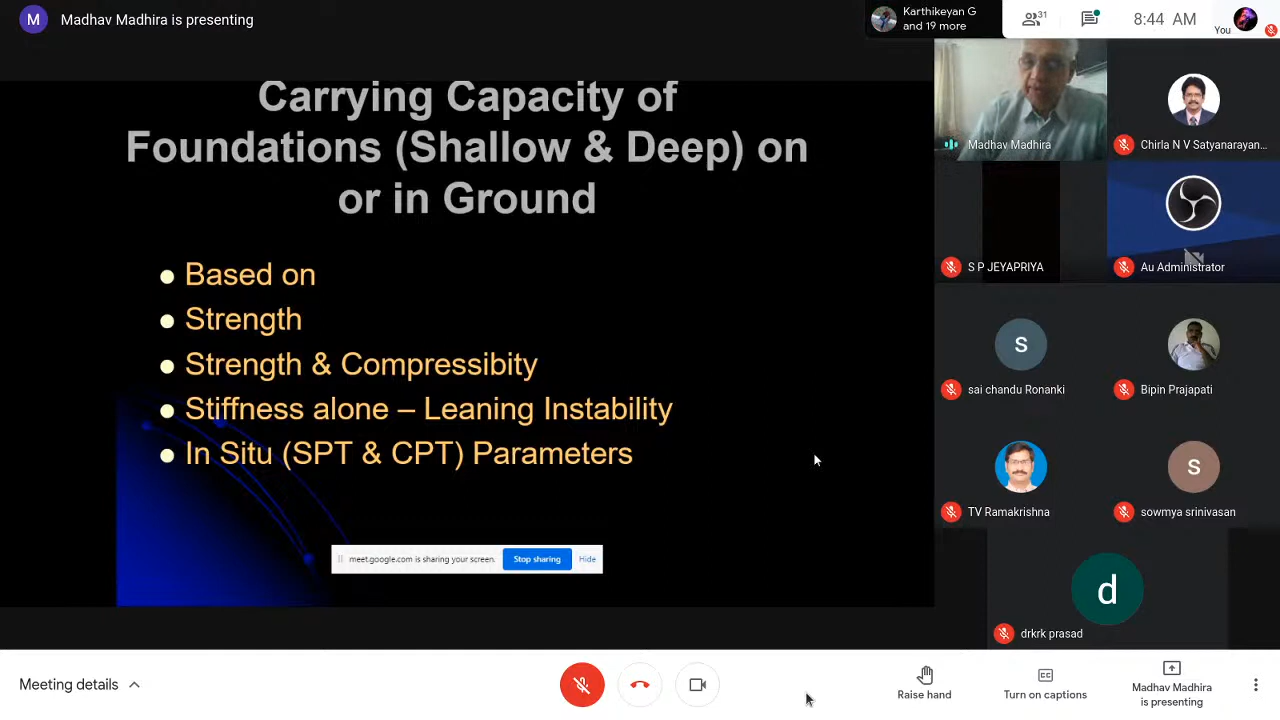 M
Madhav Madhira is presenting
Karthikeyan G
and 19 more
31
8:44 AM
You
Carrying Capacity of
Foundations (Shallow & Deep) on
or in Ground
Based on
Strength
Strength & Compressibity
Stiffness alone – Leaning Instability
In Situ (SPT & CPT) Parameters
meet.google.com is sharing your screen.
Stop sharing
Hide
Madhav Madhira
Chirla N V Satyanarayan...
S P JEYAPRIYA
Au Administrator
s
sai chandu Ronanki
Bipin Prajapati
TV Ramakrishna
s
sowmya srinivasan
d
drkrk prasad
Meeting details
Raise hand
Turn on captions
Madhav Madhira
is presenting